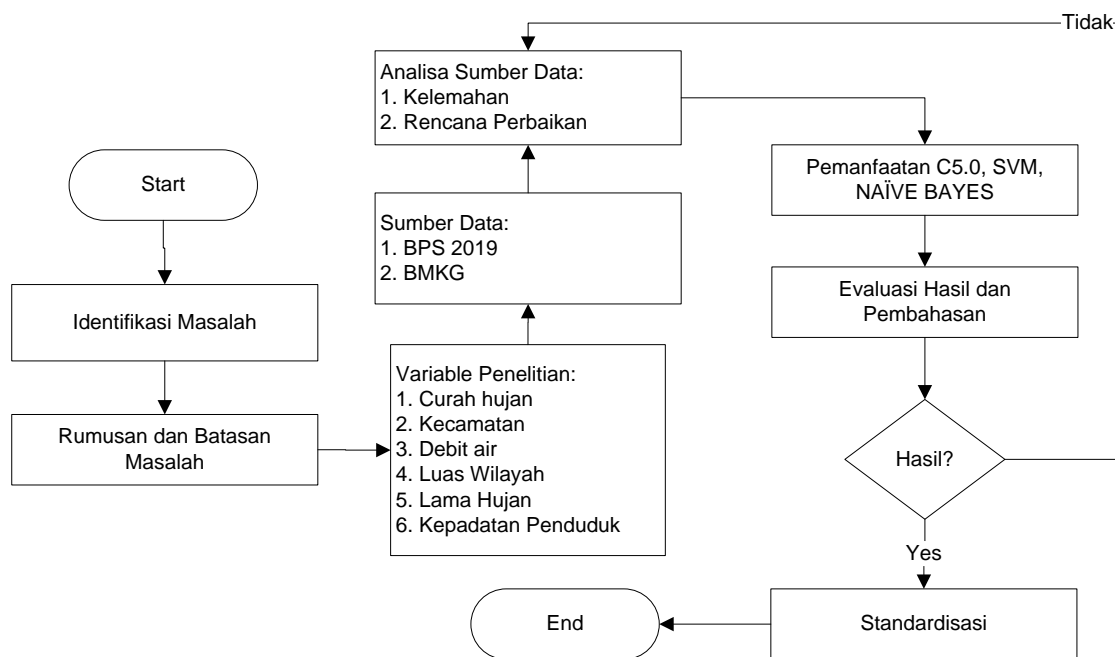 Start
Identifikasi Masalah
Rumusan dan Batasan
Masalah
Variable Penelitian:
1. Curah hujan
2. Kecamatan
3. Debit air
4. Luas Wilayah
5. Lama Hujan
6. Kepadatan Penduduk
Sumber Data:
1. BPS 2019
2. BMKG
Analisa Sumber Data:
1. Kelemahan
2. Rencana Perbaikan
Pemanfaatan C5.0, SVM,
NAÏVE BAYES
Evaluasi Hasil dan
Pembahasan
Hasil?
Tidak
Yes
Standardisasi
End